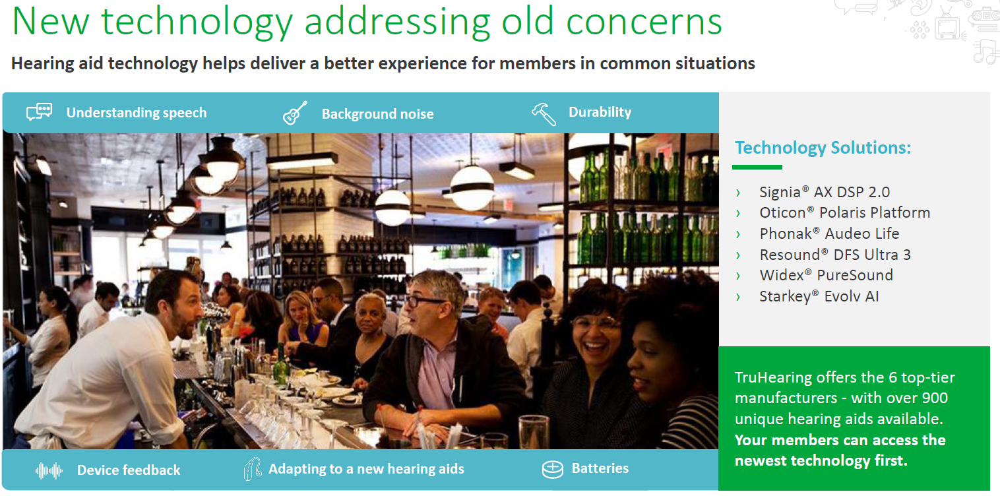 New technology addressing old concerns
Hearing aid technology helps deliver a better experience for members in common situations
Understanding speech
Background noise
Durability
Technology Solutions:
› Signia® AX DSP 2.0
› Oticon® Polaris Platform
› Phonak® Audeo Life
› Resound® DFS Ultra 3
› Widex® PureSound
› Starkey® Evolv AI
TruHearing offers the 6 top-tier
manufacturers - with over 900
unique hearing aids available.
Your members can access the
newest technology first.
Device feedback
Adapting to a new hearing aids
Batteries